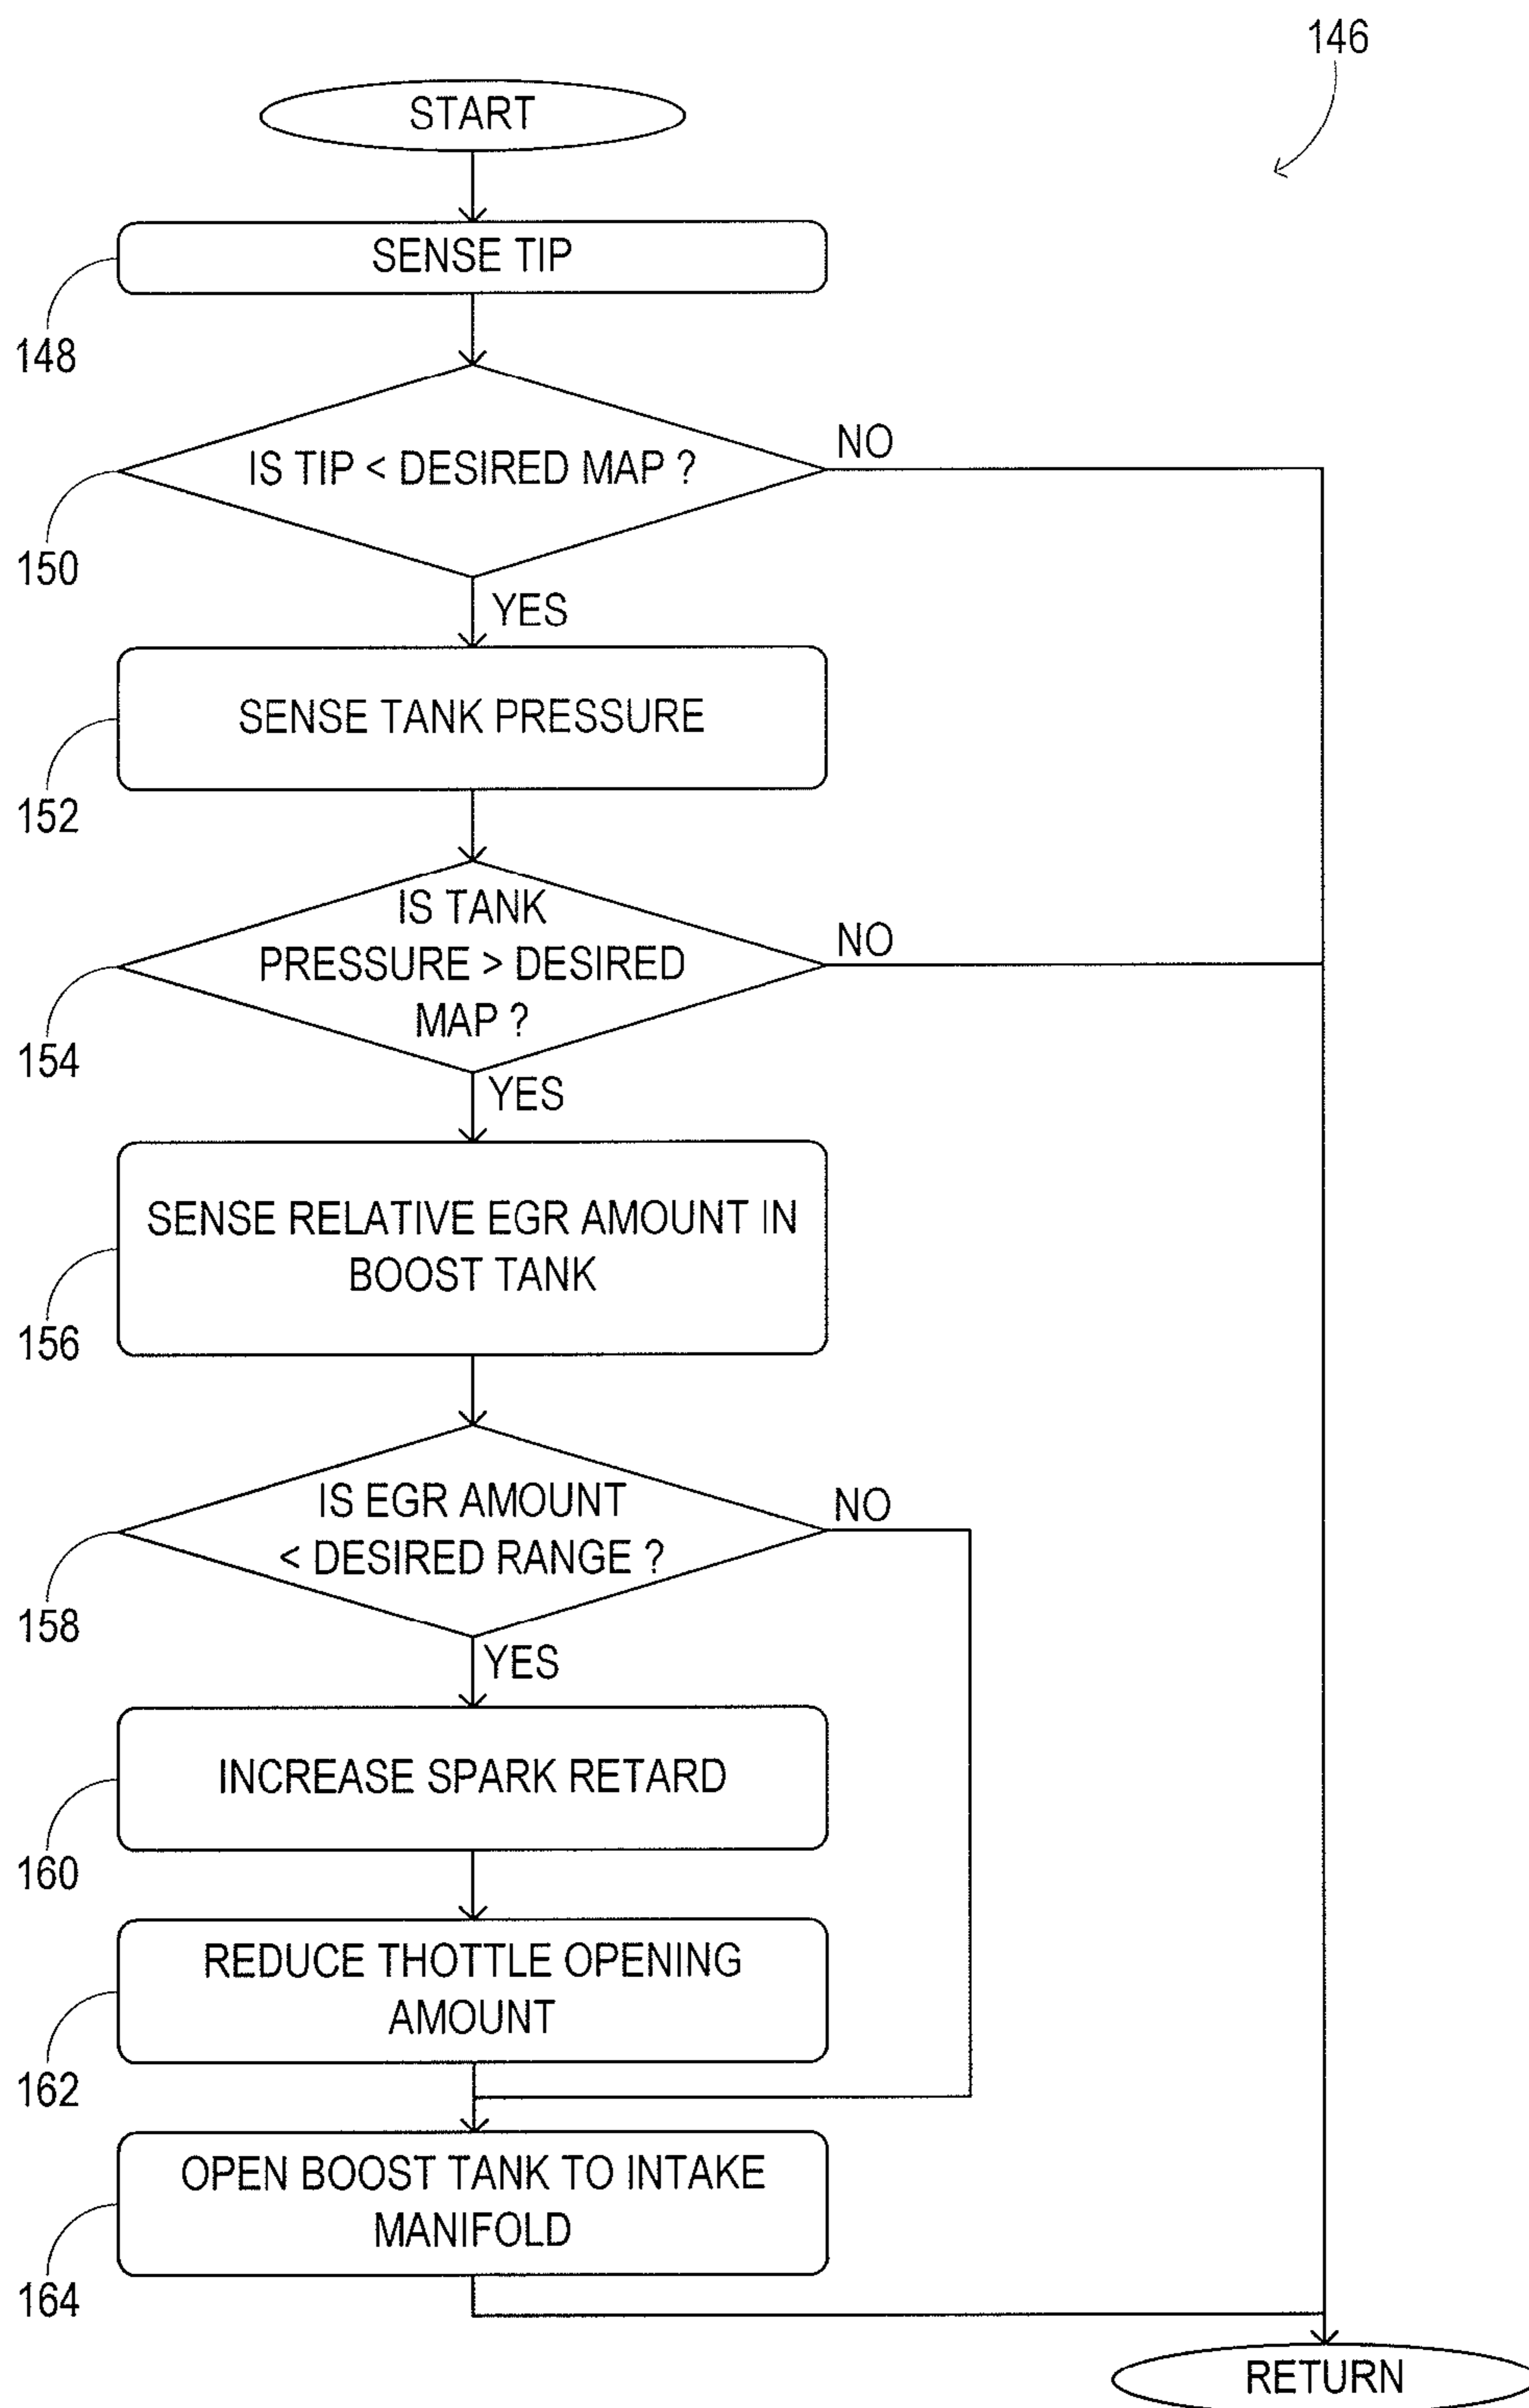 146
START
SENSE TIP
148
IS TIP < DESIRED MAP ?
NO
150
YES
SENSE TANK PRESSURE
152
IS TANK
PRESSURE > DESIRED
MAP ?
NO
154
YES
SENSE RELATIVE EGR AMOUNT IN
BOOST TANK
156
IS EGR AMOUNT
< DESIRED RANGE ?
NO
158
YES
INCREASE SPARK RETARD
160
REDUCE THOTTLE OPENING
AMOUNT
162
OPEN BOOST TANK TO INTAKE
MANIFOLD
164
RETURN